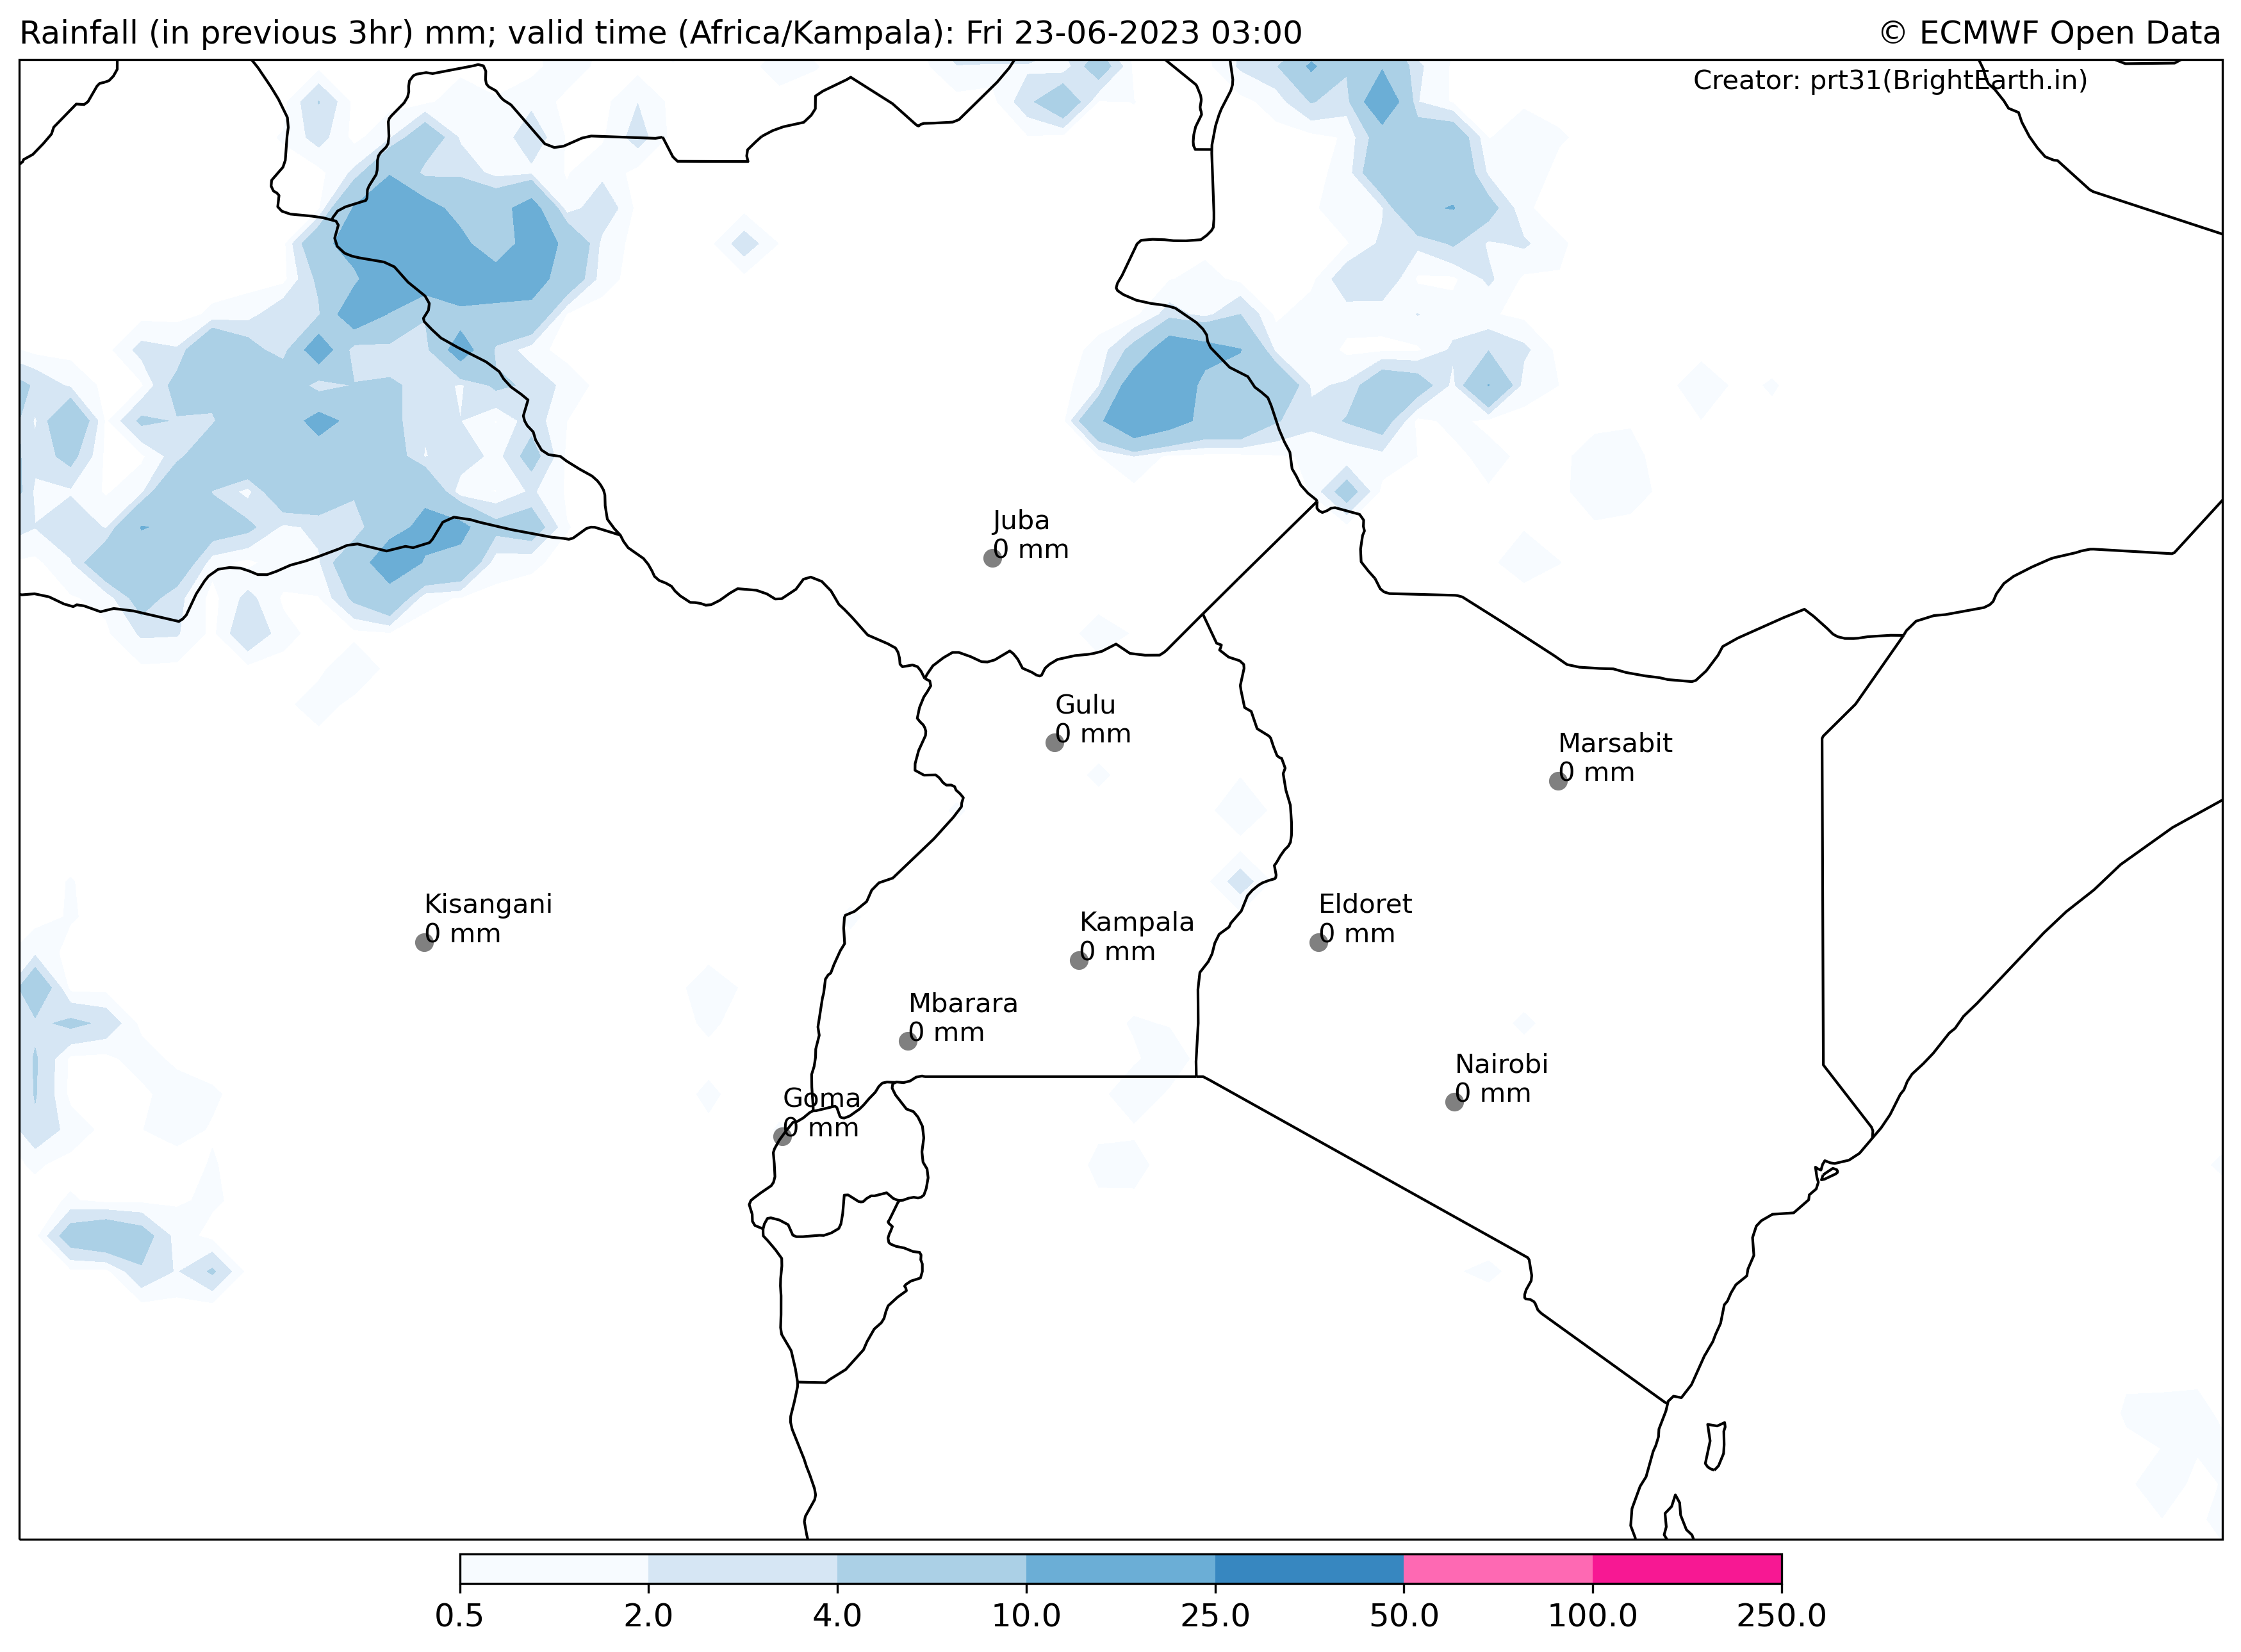 Rainfall (in previous 3hr) mm; valid time (Africa/Kampala): Fri 23-06-2023 03:00
© ECMWF Open Data
Creator: prt31(BrightEarth.in)
Juba
0 mm
Gulu
0 mm
Marsabit
0 mm
Kisangani
0 mm
Kampala
0 mm
Eldoret
0 mm
Mbarara
0 mm
Nairobi
0 mm
Goma
0 mm
0.5 2.0 4.0 10.0 25.0 50.0 100.0 250.0